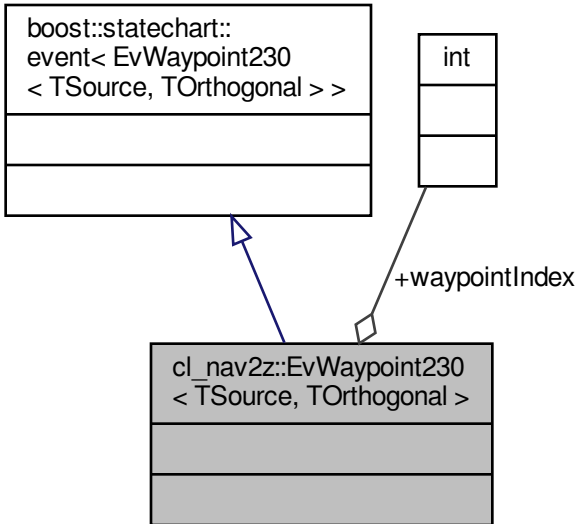 boost::statechart::
event< EvWaypoint230
< TSource, TOrthogonal > >
int
+waypointIndex
cl_nav2z::EvWaypoint230
< TSource, TOrthogonal >